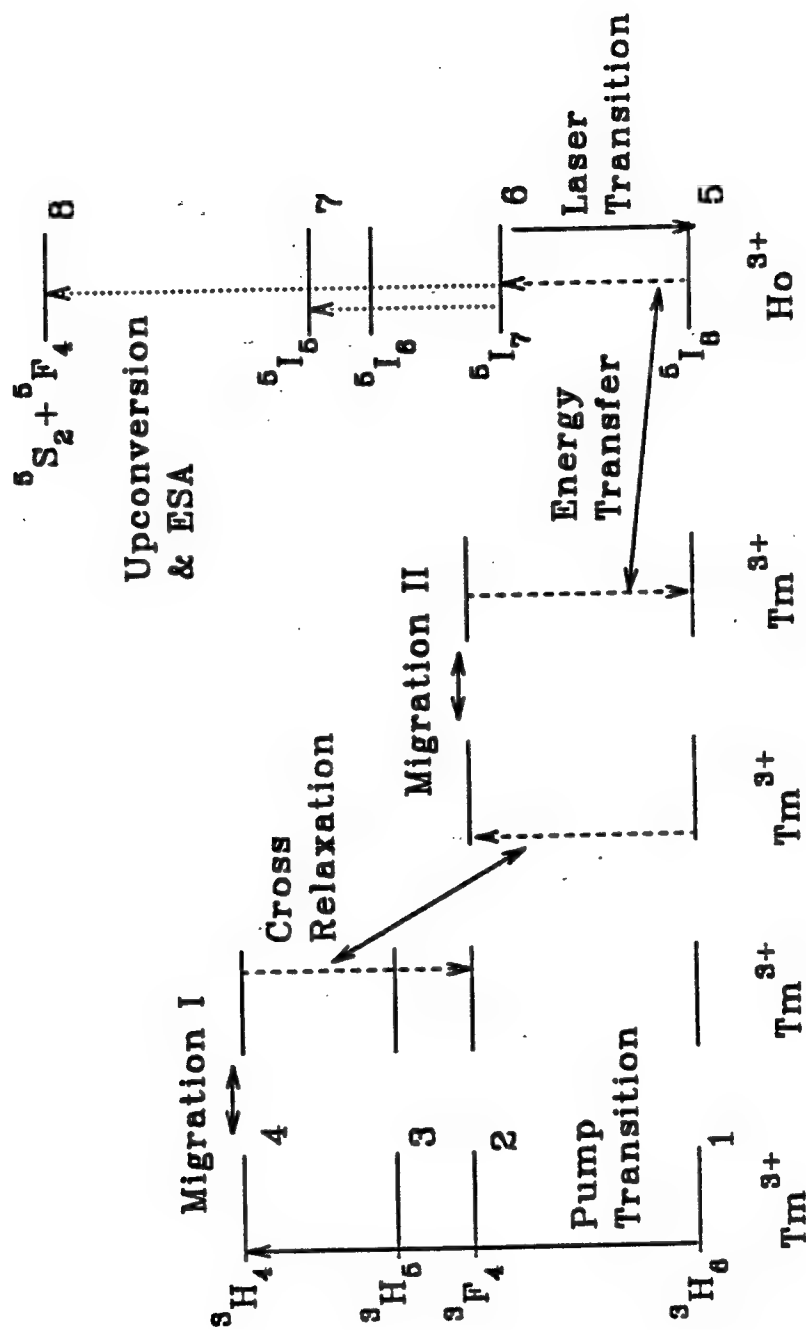 ⁵S₂+⁵F₄
8
Upconversion
& ESA
Migration I
Cross
Relaxation
⁵I₅
7
³H₄
4
⁵I₆
Migration II
³H₅
3
⁵I₇
6
³F₄
2
Energy
Transfer
Laser
Transition
Pump
Transition
³H₆
1
⁵I₈
5
Tm³⁺
Tm³⁺
Tm³⁺
Tm³⁺
Ho³⁺